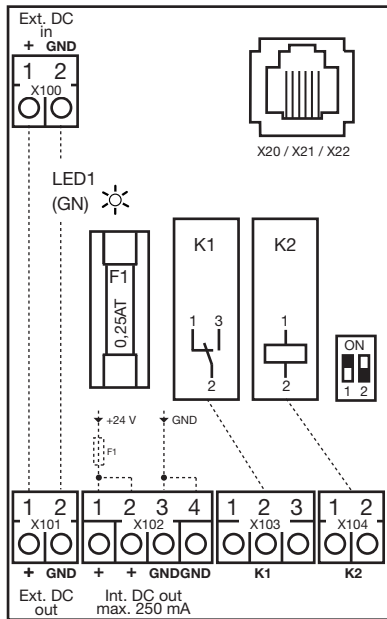 Ext. DC
in
+ GND
1 2
X100
X20 / X21 / X22
LED1
(GN)
F1
0,25AT
K1
1 3
2
K2
1
2
ON
1 2
+24 V
GND
F1
1 2
X101
1 2 3 4
X102
1 2 3
X103
1 2
X104
+ GND
+ + GND GND
K1
K2
Ext. DC
out
Int. DC out
max. 250 mA